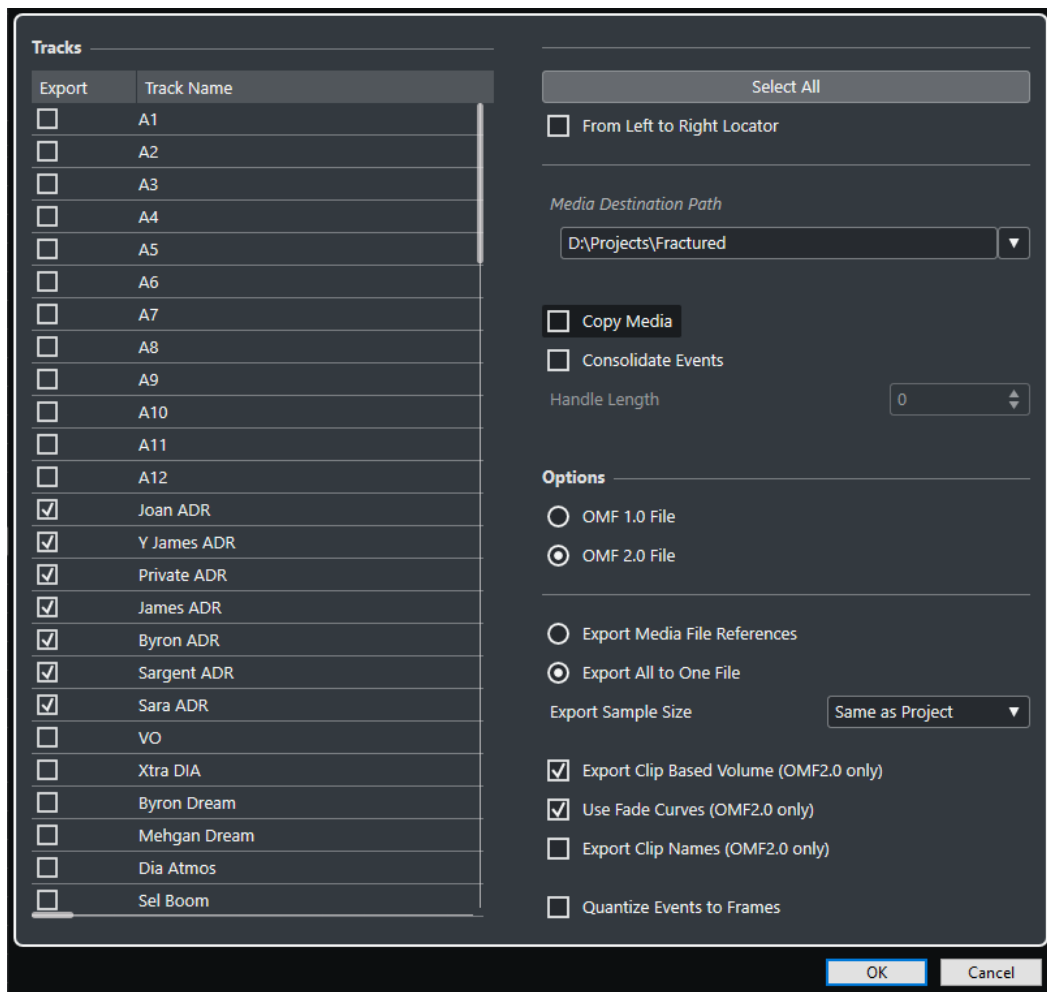 Tracks
Export Track Name
A1
A2
A3
A4
A5
A6
A7
A8
A9
A10
A11
A12
Joan ADR
Y James ADR
Private ADR
James ADR
Byron ADR
Sargent ADR
Sara ADR
VO
Xtra DIA
Byron Dream
Mehgan Dream
Dia Atmos
Sel Boom
Select All
From Left to Right Locator
Media Destination Path
D:\Projects\Fractured
Copy Media
Consolidate Events
Handle Length 0
Options
OMF 1.0 File
OMF 2.0 File
Export Media File References
Export All to One File
Export Sample Size Same as Project
Export Clip Based Volume (OMF2.0 only)
Use Fade Curves (OMF2.0 only)
Export Clip Names (OMF2.0 only)
Quantize Events to Frames
OK Cancel